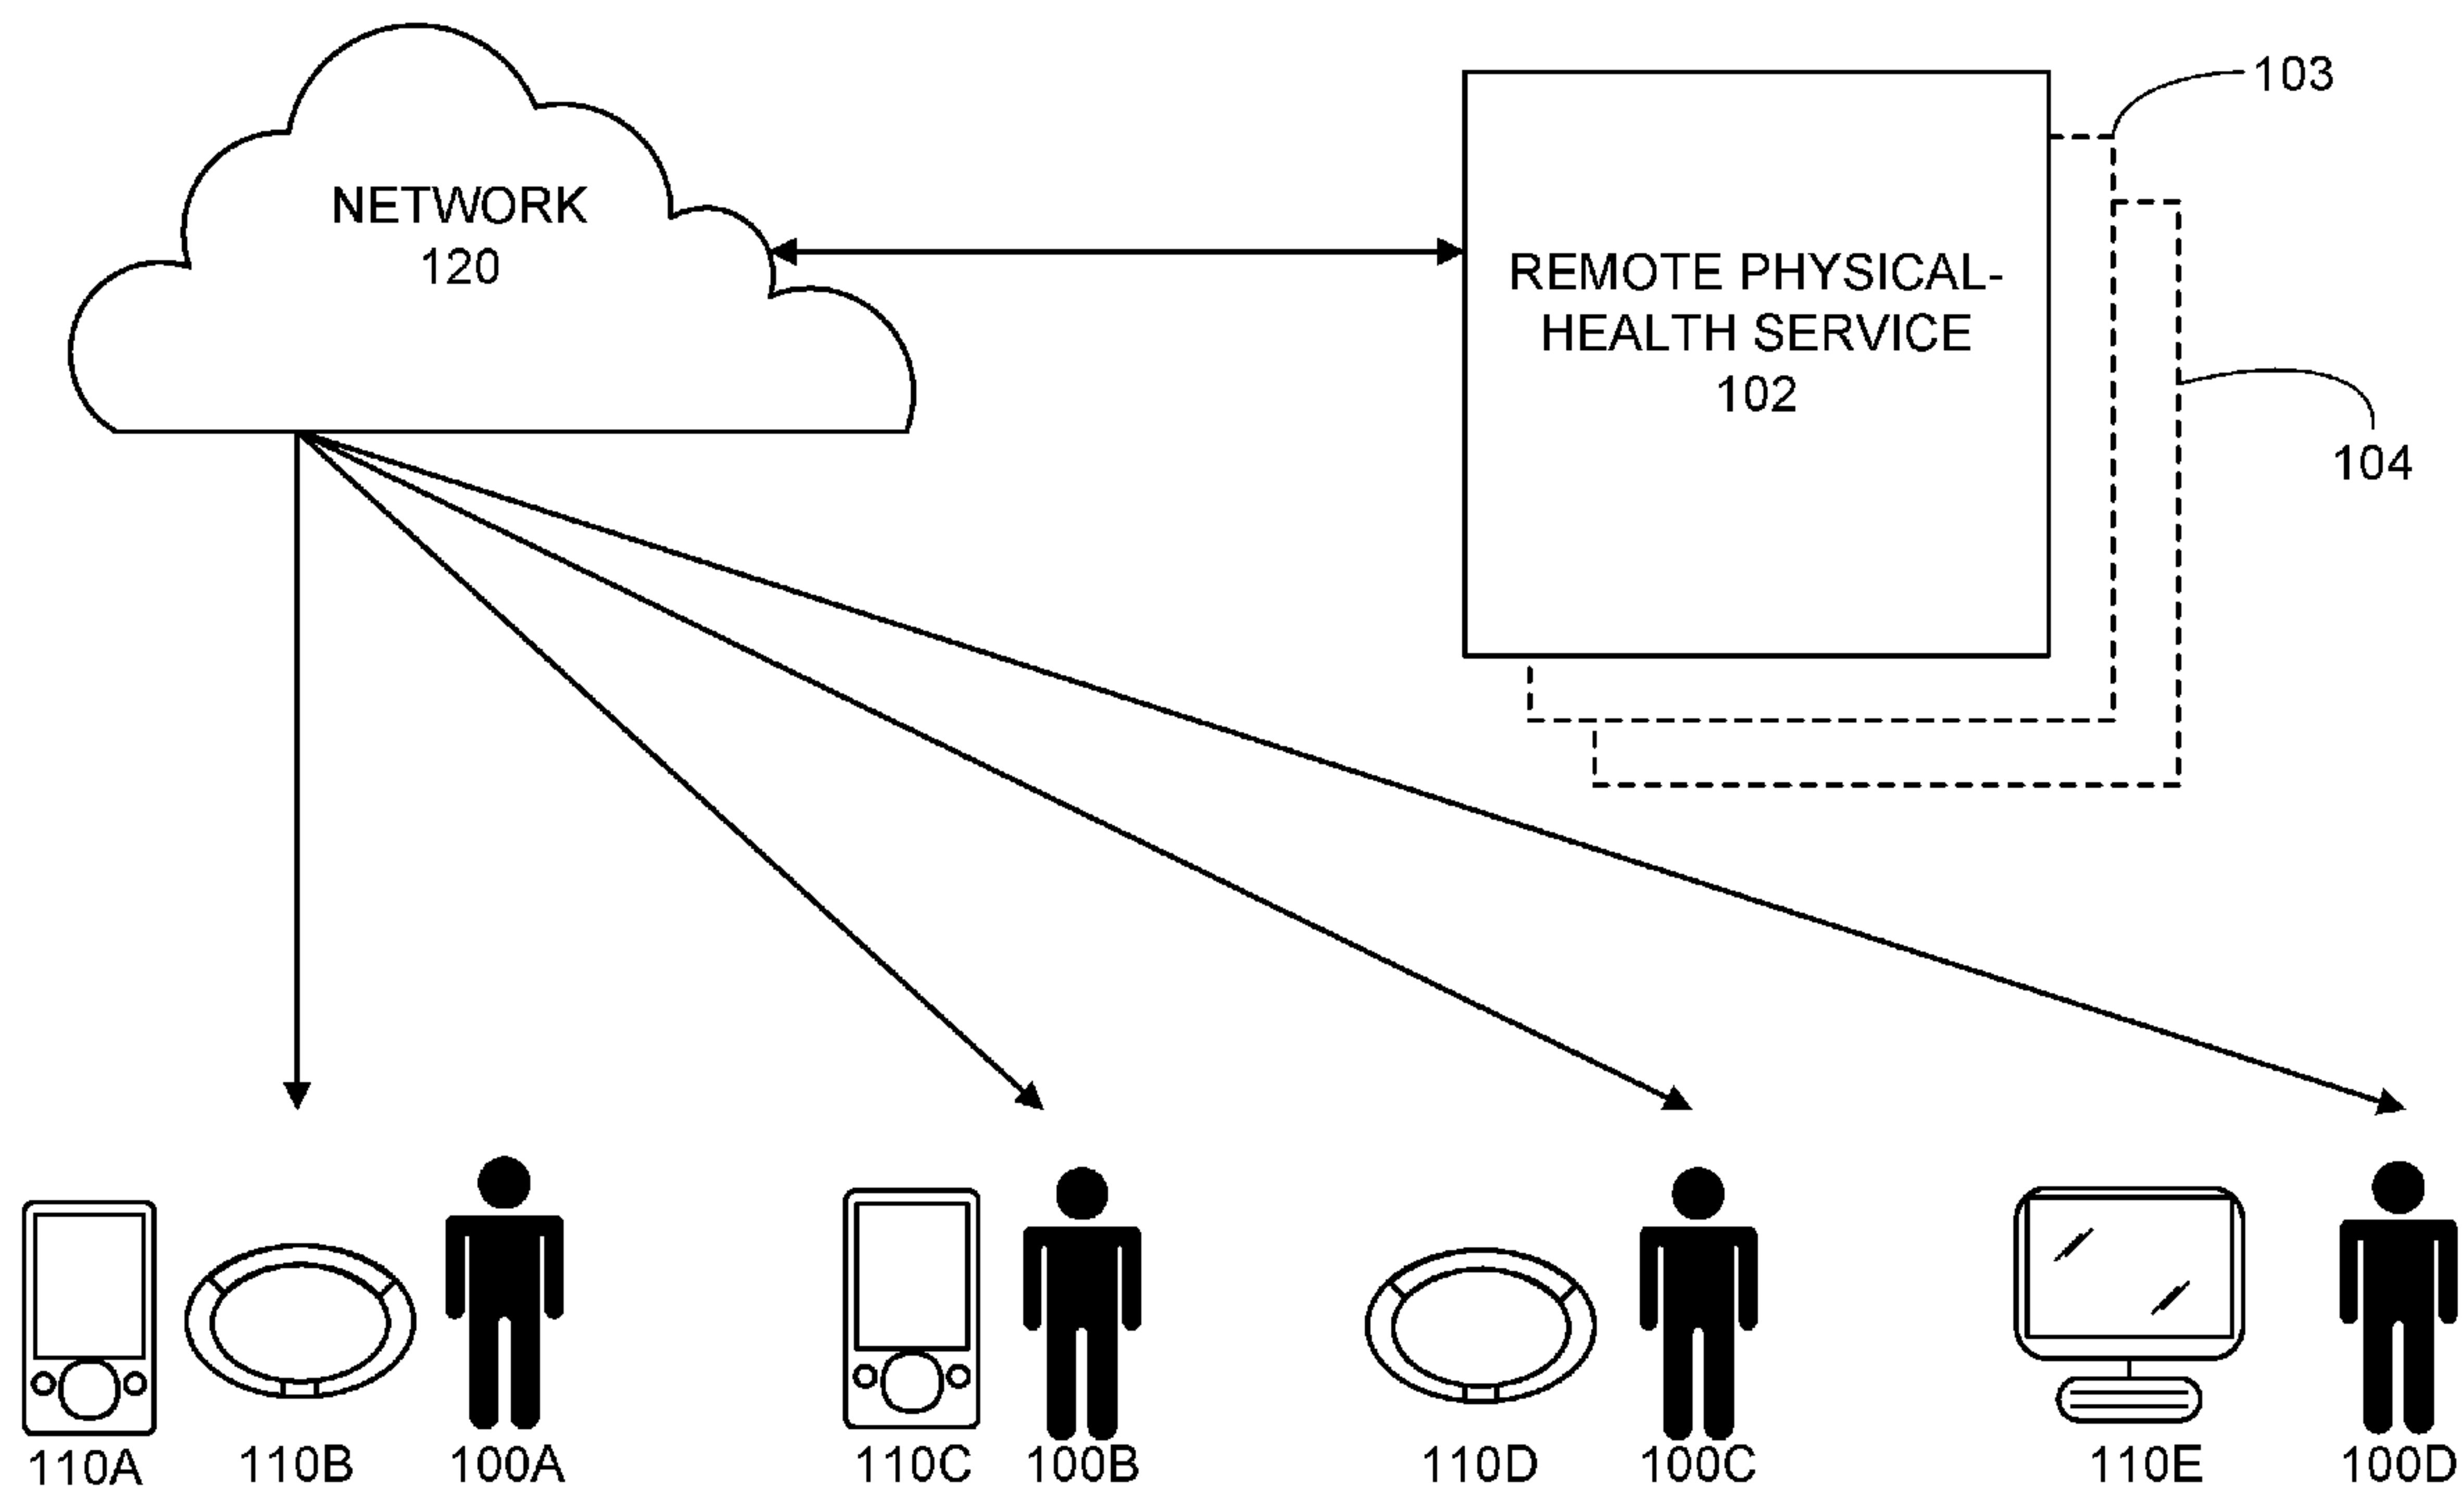 NETWORK
120
103
REMOTE PHYSICAL-
HEALTH SERVICE
102
104
110A
110B
100A
110C
100B
110D
100C
110E
100D